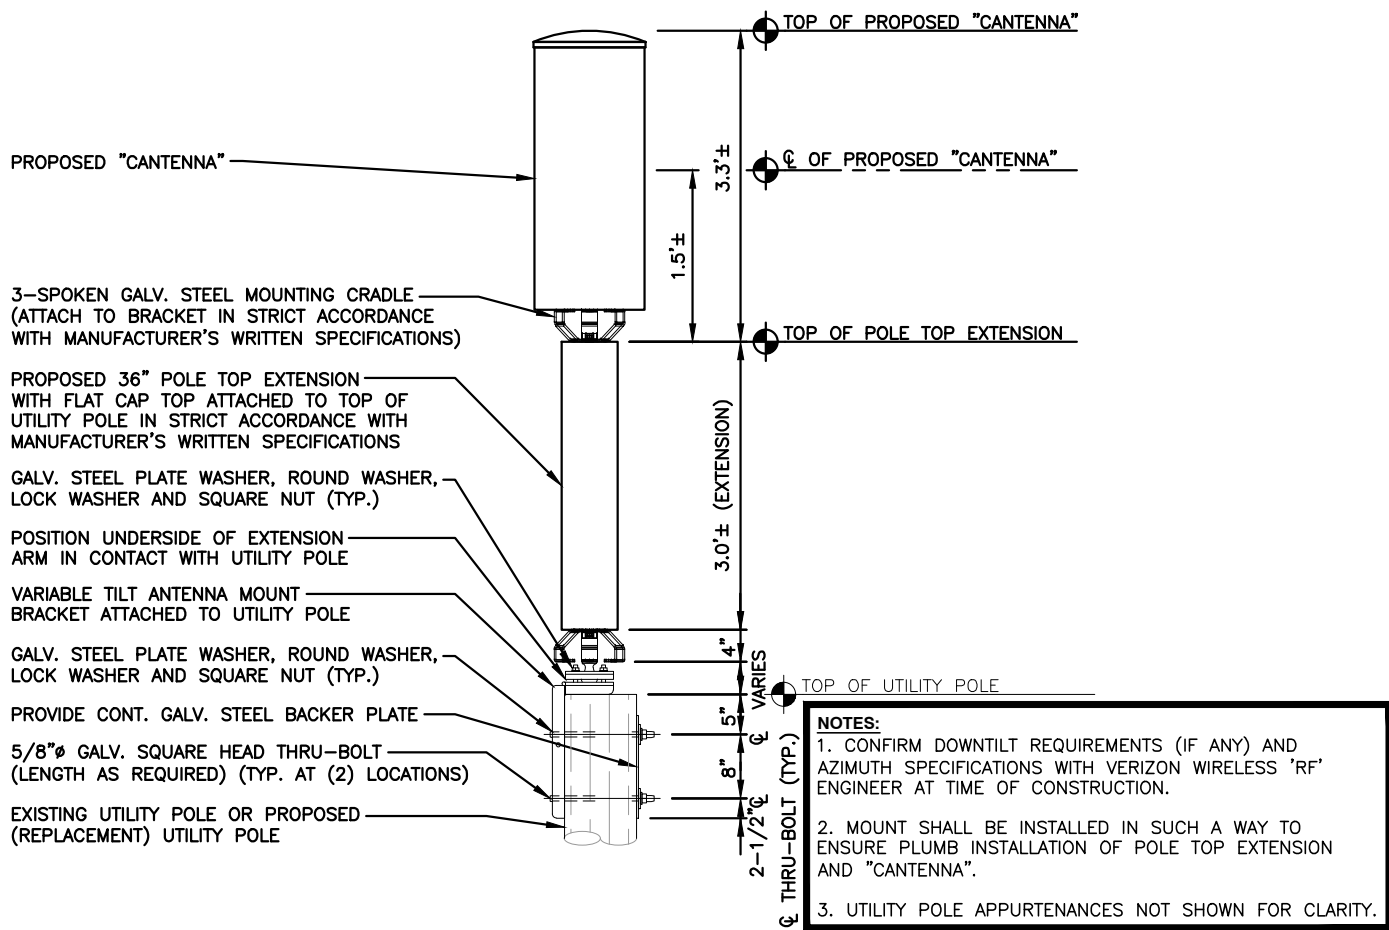 TOP OF PROPOSED "CANTENNA"
PROPOSED "CANTENNA"
3.3'±
℄ OF PROPOSED "CANTENNA"
1.5'±
3-SPOKEN GALV. STEEL MOUNTING CRADLE
(ATTACH TO BRACKET IN STRICT ACCORDANCE
WITH MANUFACTURER'S WRITTEN SPECIFICATIONS)
TOP OF POLE TOP EXTENSION
PROPOSED 36" POLE TOP EXTENSION
WITH FLAT CAP TOP ATTACHED TO TOP OF
UTILITY POLE IN STRICT ACCORDANCE WITH
MANUFACTURER'S WRITTEN SPECIFICATIONS
3.0'± (EXTENSION)
GALV. STEEL PLATE WASHER, ROUND WASHER,
LOCK WASHER AND SQUARE NUT (TYP.)
POSITION UNDERSIDE OF EXTENSION
ARM IN CONTACT WITH UTILITY POLE
VARIABLE TILT ANTENNA MOUNT
BRACKET ATTACHED TO UTILITY POLE
GALV. STEEL PLATE WASHER, ROUND WASHER,
LOCK WASHER AND SQUARE NUT (TYP.)
PROVIDE CONT. GALV. STEEL BACKER PLATE
5/8"ø GALV. SQUARE HEAD THRU-BOLT
(LENGTH AS REQUIRED) (TYP. AT (2) LOCATIONS)
EXISTING UTILITY POLE OR PROPOSED
(REPLACEMENT) UTILITY POLE
4"
VARIES
5"
℄
8"
℄
2-1/2"
℄ THRU-BOLT (TYP.)
TOP OF UTILITY POLE
NOTES:
1. CONFIRM DOWNTILT REQUIREMENTS (IF ANY) AND
AZIMUTH SPECIFICATIONS WITH VERIZON WIRELESS 'RF'
ENGINEER AT TIME OF CONSTRUCTION.
2. MOUNT SHALL BE INSTALLED IN SUCH A WAY TO
ENSURE PLUMB INSTALLATION OF POLE TOP EXTENSION
AND "CANTENNA".
3. UTILITY POLE APPURTENANCES NOT SHOWN FOR CLARITY.